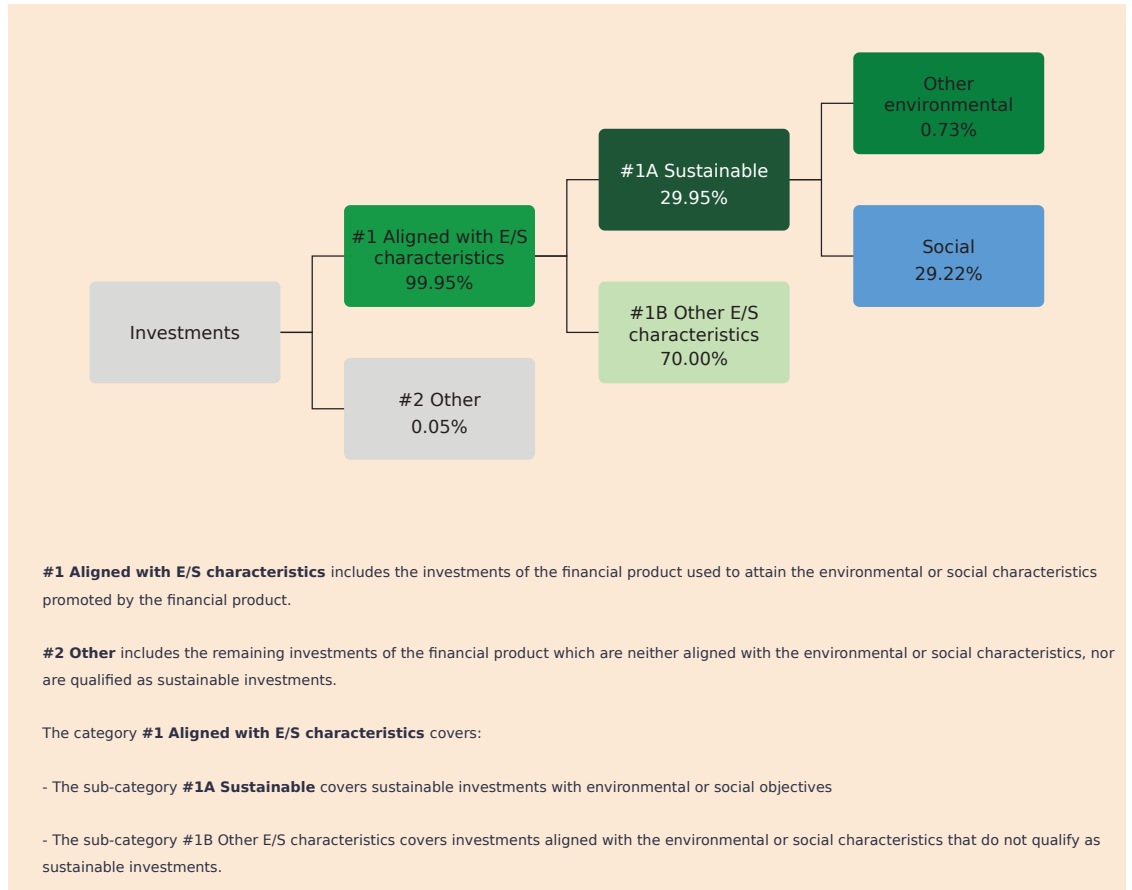 Other
environmental
0.73%
#1A Sustainable
29.95%
#1 Aligned with E/S
characteristics
99.95%
Social
29.22%
Investments
#1B Other E/S
characteristics
70.00%
#2 Other
0.05%
#1 Aligned with E/S characteristics includes the investments of the financial product used to attain the environmental or social characteristics
promoted by the financial product.
#2 Other includes the remaining investments of the financial product which are neither aligned with the environmental or social characteristics, nor
are qualified as sustainable investments.
The category #1 Aligned with E/S characteristics covers:
- The sub-category #1A Sustainable covers sustainable investments with environmental or social objectives
- The sub-category #1B Other E/S characteristics covers investments aligned with the environmental or social characteristics that do not qualify as
sustainable investments.